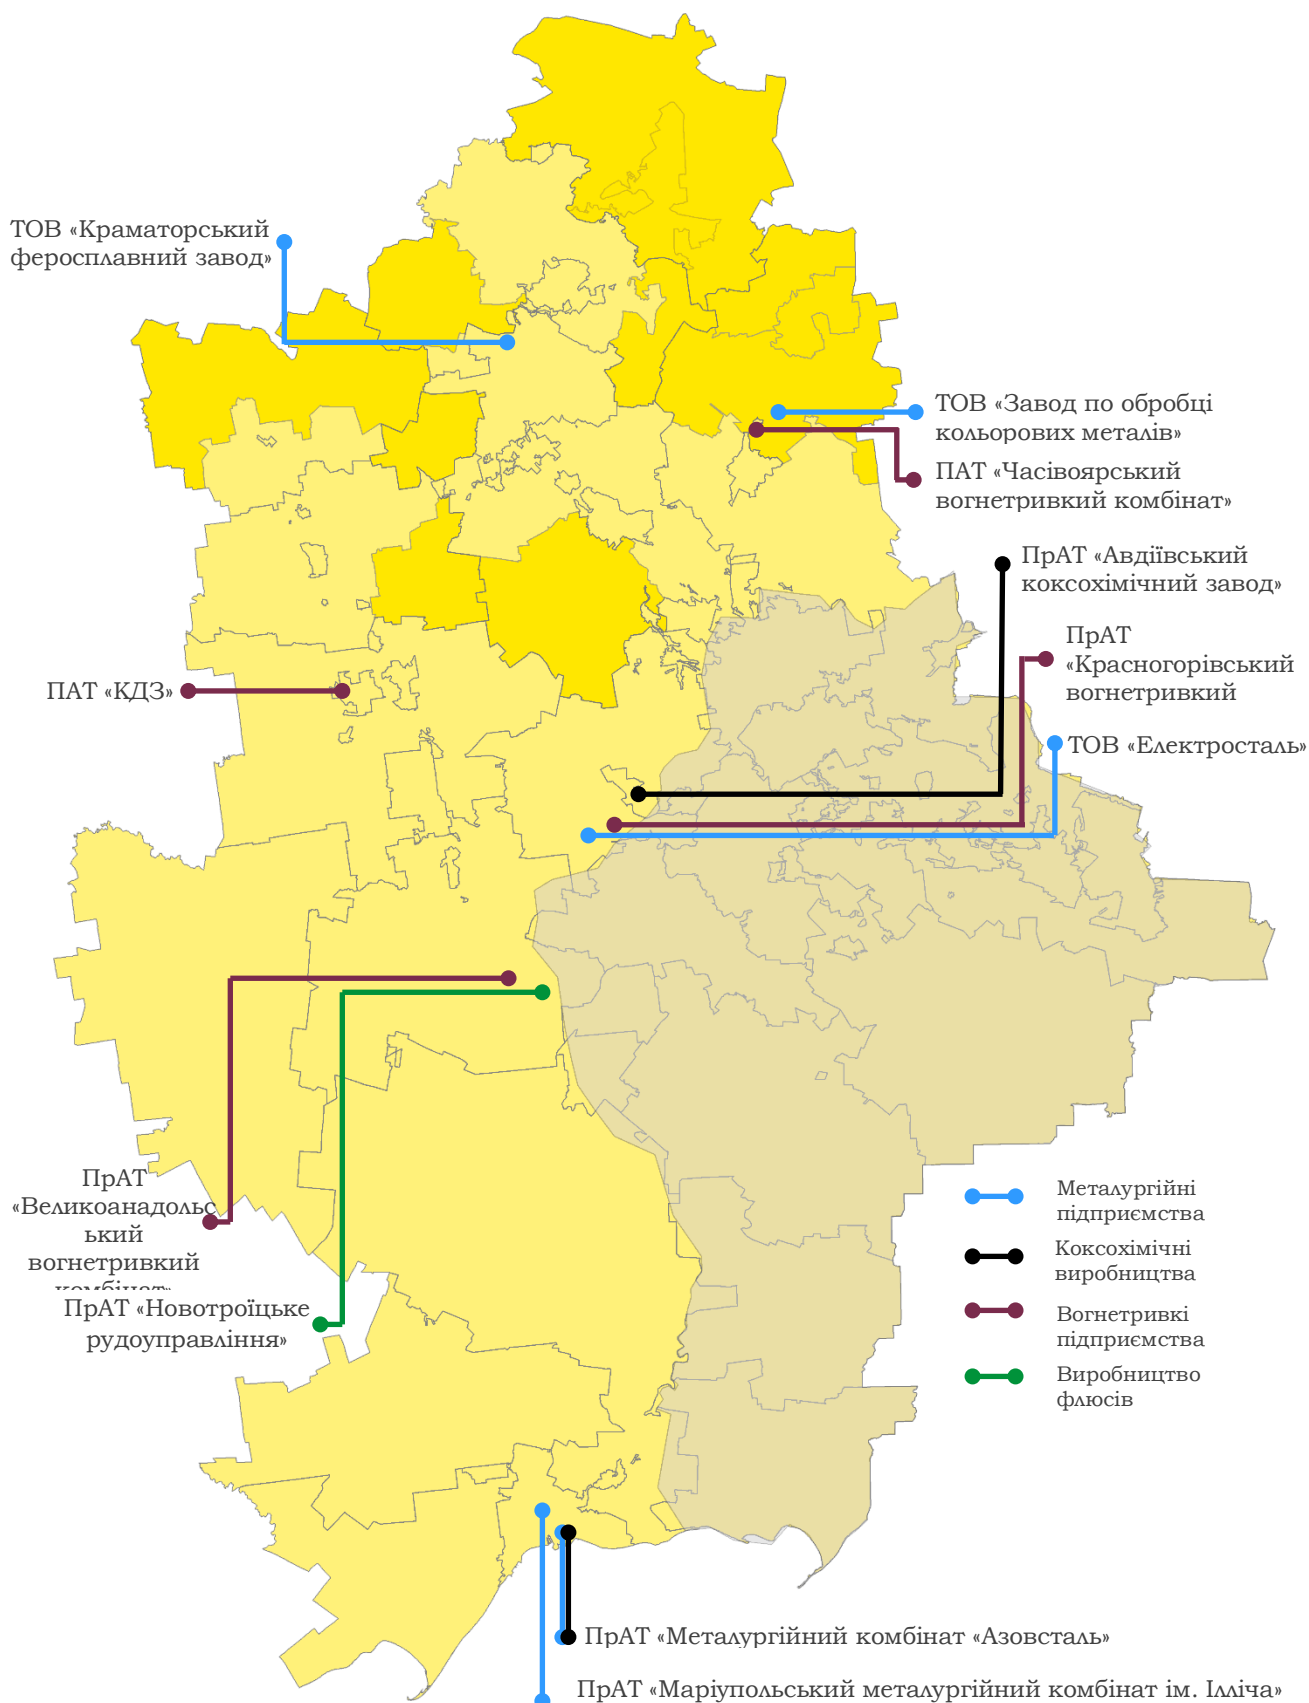 ТОВ «Краматорський
феросплавний завод»
ТОВ «Завод по обробці
кольорових металів»
ПАТ «Часівоярський
вогнетривкий комбінат»
ПрАТ «Авдіївський
коксохімічний завод»
ПрАТ
«Красногорівський
вогнетривкий
ПАТ «КДЗ»
ТОВ «Електросталь»
ПрАТ
«Великоанадольс
ький
вогнетривкий
комбінат»
ПрАТ «Новотроїцьке
рудоуправління»
Металургійні
підприємства
Коксохімічні
виробництва
Вогнетривкі
підприємства
Виробництво
флюсів
ПрАТ «Металургійний комбінат «Азовсталь»
ПрАТ «Маріупольський металургійний комбінат ім. Ілліча»